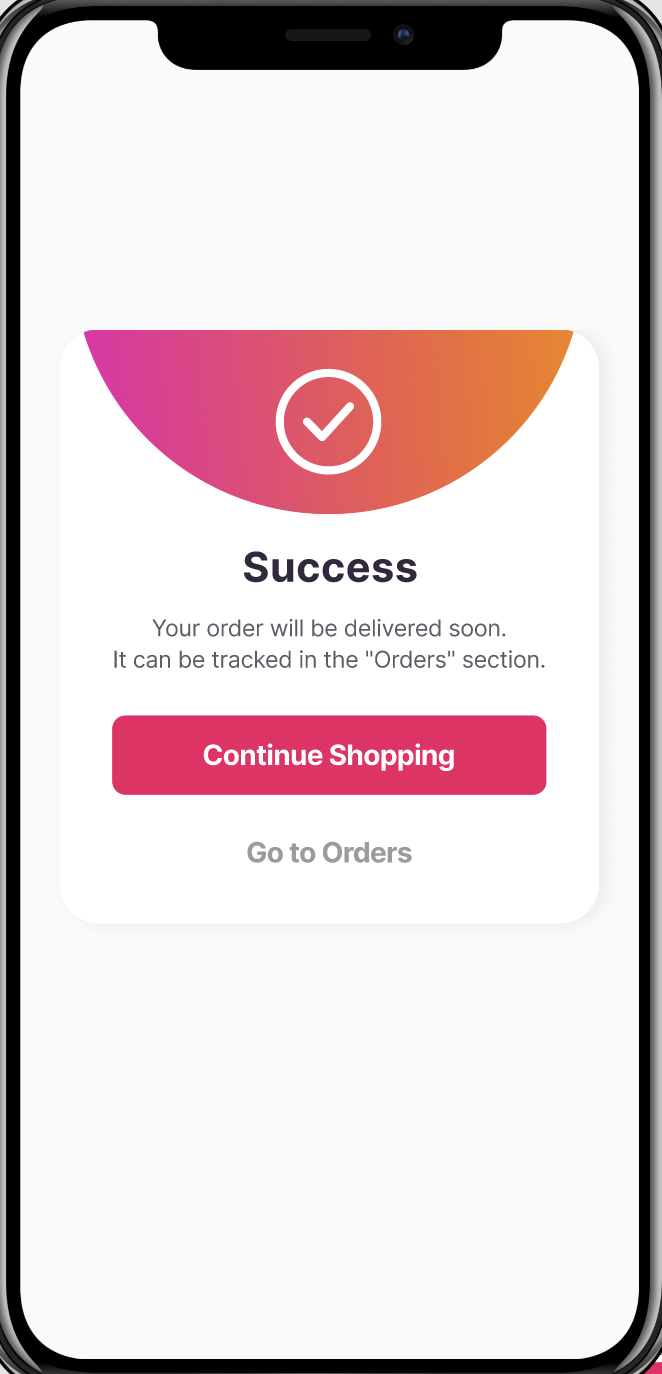 Success
Your order will be delivered soon.
It can be tracked in the "Orders" section.
Continue Shopping
Go to Orders